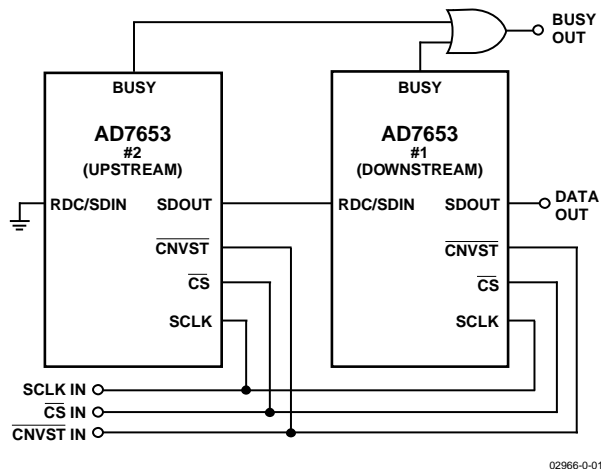 BUSY
OUT
BUSY
BUSY
AD7653
#2
(UPSTREAM)
AD7653
#1
(DOWNSTREAM)
RDC/SDIN SDOUT
RDC/SDIN SDOUT
DATA
OUT
CNVST
CNVST
CS
CS
SCLK
SCLK
SCLK IN
CS IN
CNVST IN
02966-0-01